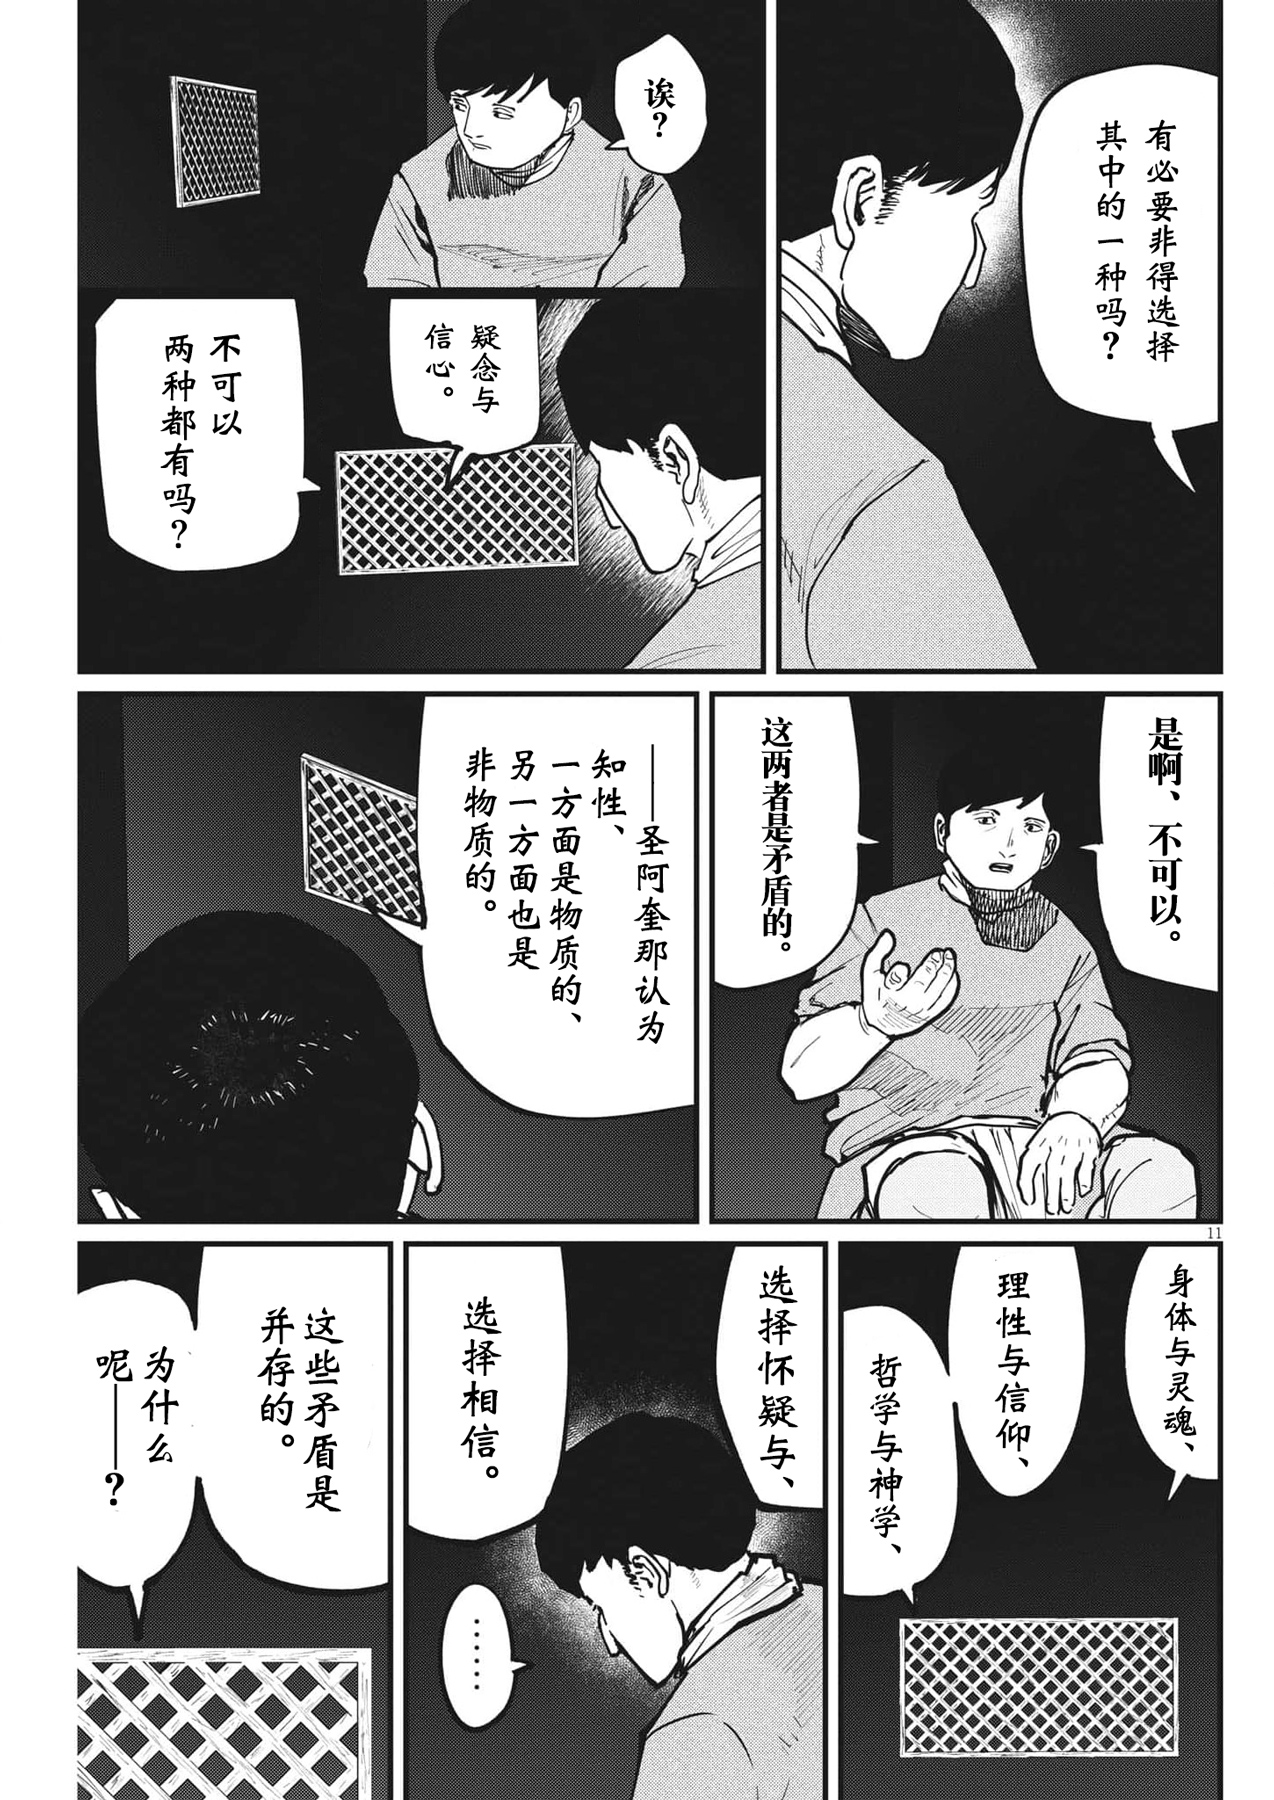 有必要非得选择
其中的一种吗？
诶？
疑念与
信心。
不可以
两种都有吗？
是啊、不可以。
这两者是矛盾的。
——圣阿奎那认为
知性、
一方面是物质的、
另一方面也是
非物质的。
11
身体与灵魂、
理性与信仰、
哲学与神学、
选择怀疑与、
选择相信。
……
这些矛盾是
并存的。
为什么
呢——？